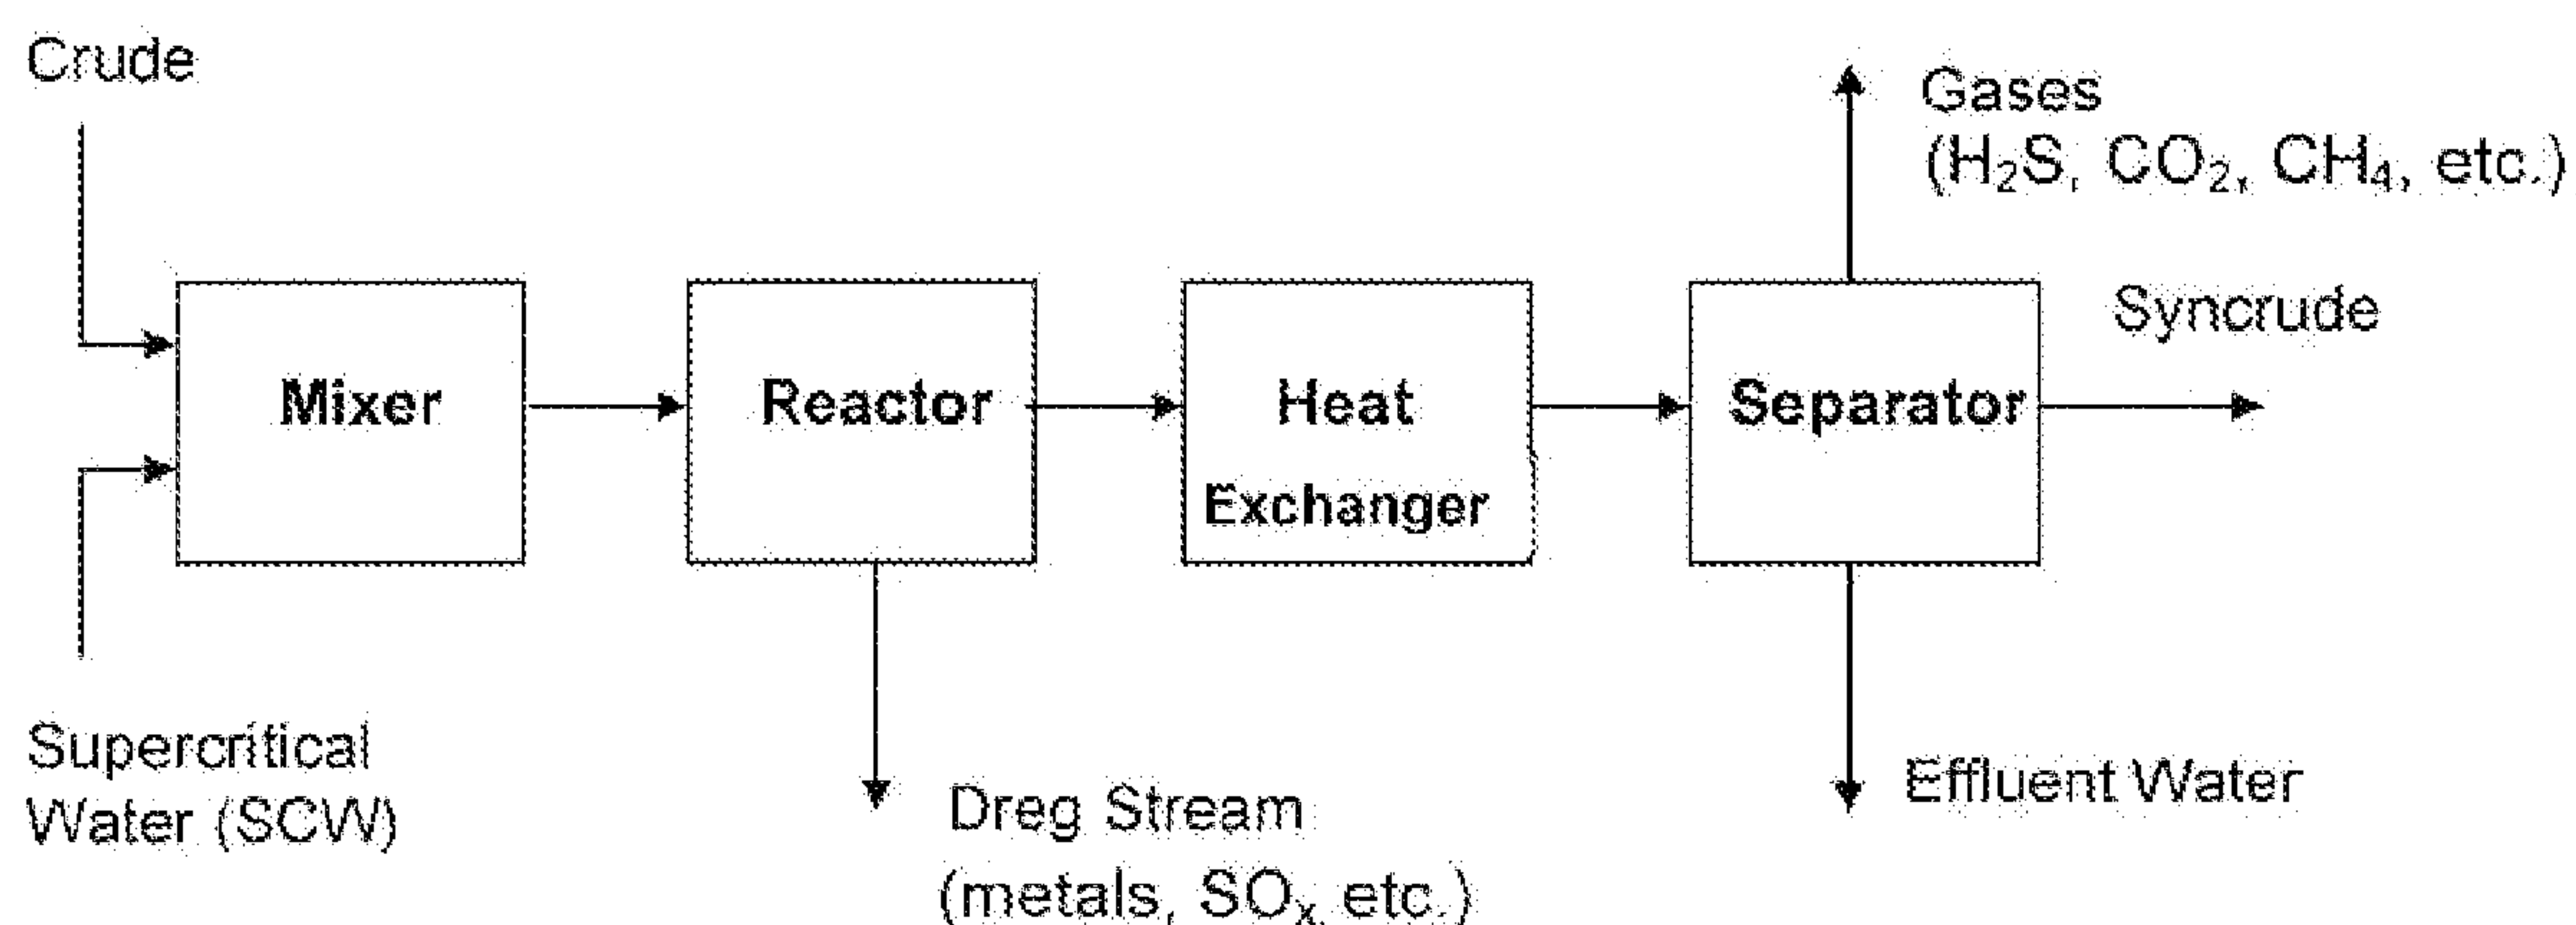 Crude
Gases
(H₂S, CO₂, CH₄, etc.)
Syncrude
Mixer
Reactor
Heat
Exchanger
Separator
Supercritical
Water (SCW)
Dreg Stream
(metals, SOₓ, etc.)
Effluent Water